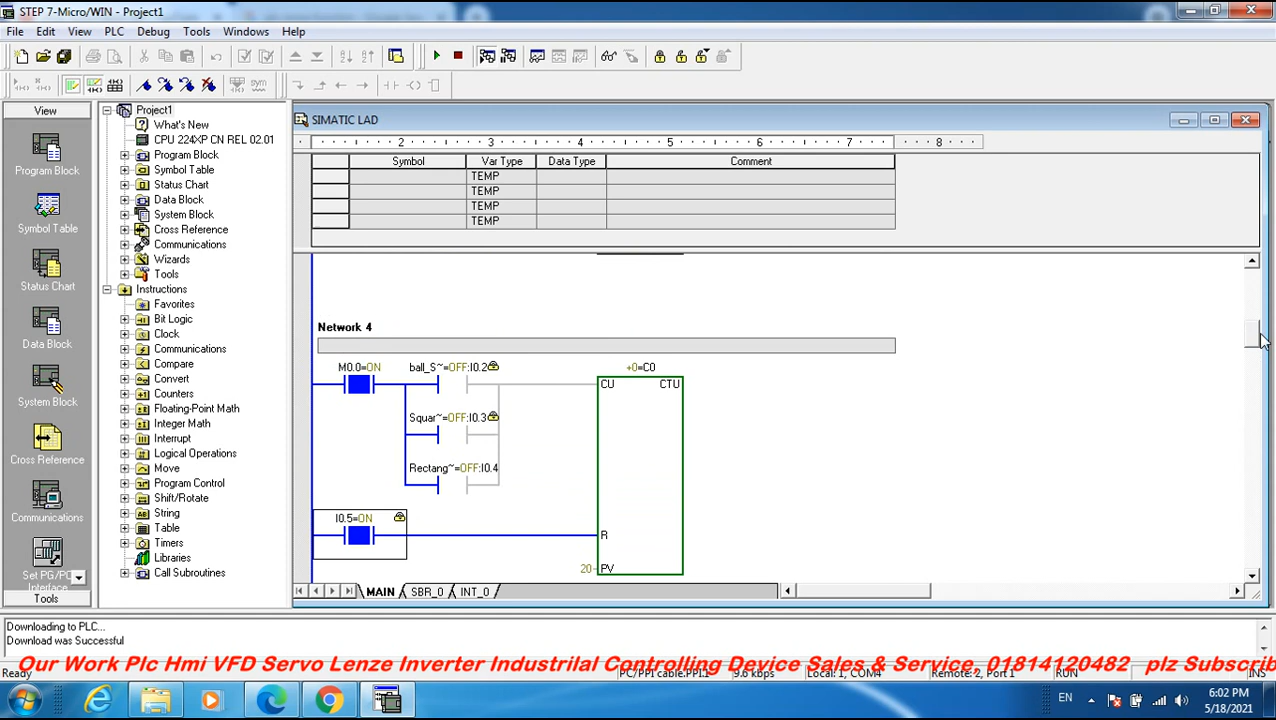 STEP 7-Micro/WIN - Project1
File Edit View PLC Debug Tools Windows Help
View
Program Block
Symbol Table
Status Chart
Data Block
System Block
Cross Reference
Communications
Set PG/PC
Interface
Tools
Project1
What's New
CPU 224XP CN REL 02.01
Program Block
Symbol Table
Status Chart
Data Block
System Block
Cross Reference
Communications
Wizards
Tools
Instructions
Favorites
Bit Logic
Clock
Communications
Compare
Convert
Counters
Floating-Point Math
Integer Math
Interrupt
Logical Operations
Move
Program Control
Shift/Rotate
String
Table
Timers
Libraries
Call Subroutines
SIMATIC LAD
2 3 4 5 6 7 8
Symbol Var Type Data Type Comment
TEMP
TEMP
TEMP
TEMP
Network 4
M0.0=ON ball_S~=OFF:I0.2 +0=C0
CU CTU
Squar~=OFF:I0.3
Rectang~=OFF:I0.4
I0.5=ON
R
20 PV
MAIN SBR_0 INT_0
Downloading to PLC...
Download was Successful
Our Work Plc Hmi VFD Servo Lenze Inverter Industrilal Controlling Device Sales & Service, 01814120482 plz Subscrib
Ready PC/PPI cable.PPI.1 9.6 kbps Local: 1, COM4 Remote: 2, Port 1 RUN INS
EN
6:02 PM
5/18/2021